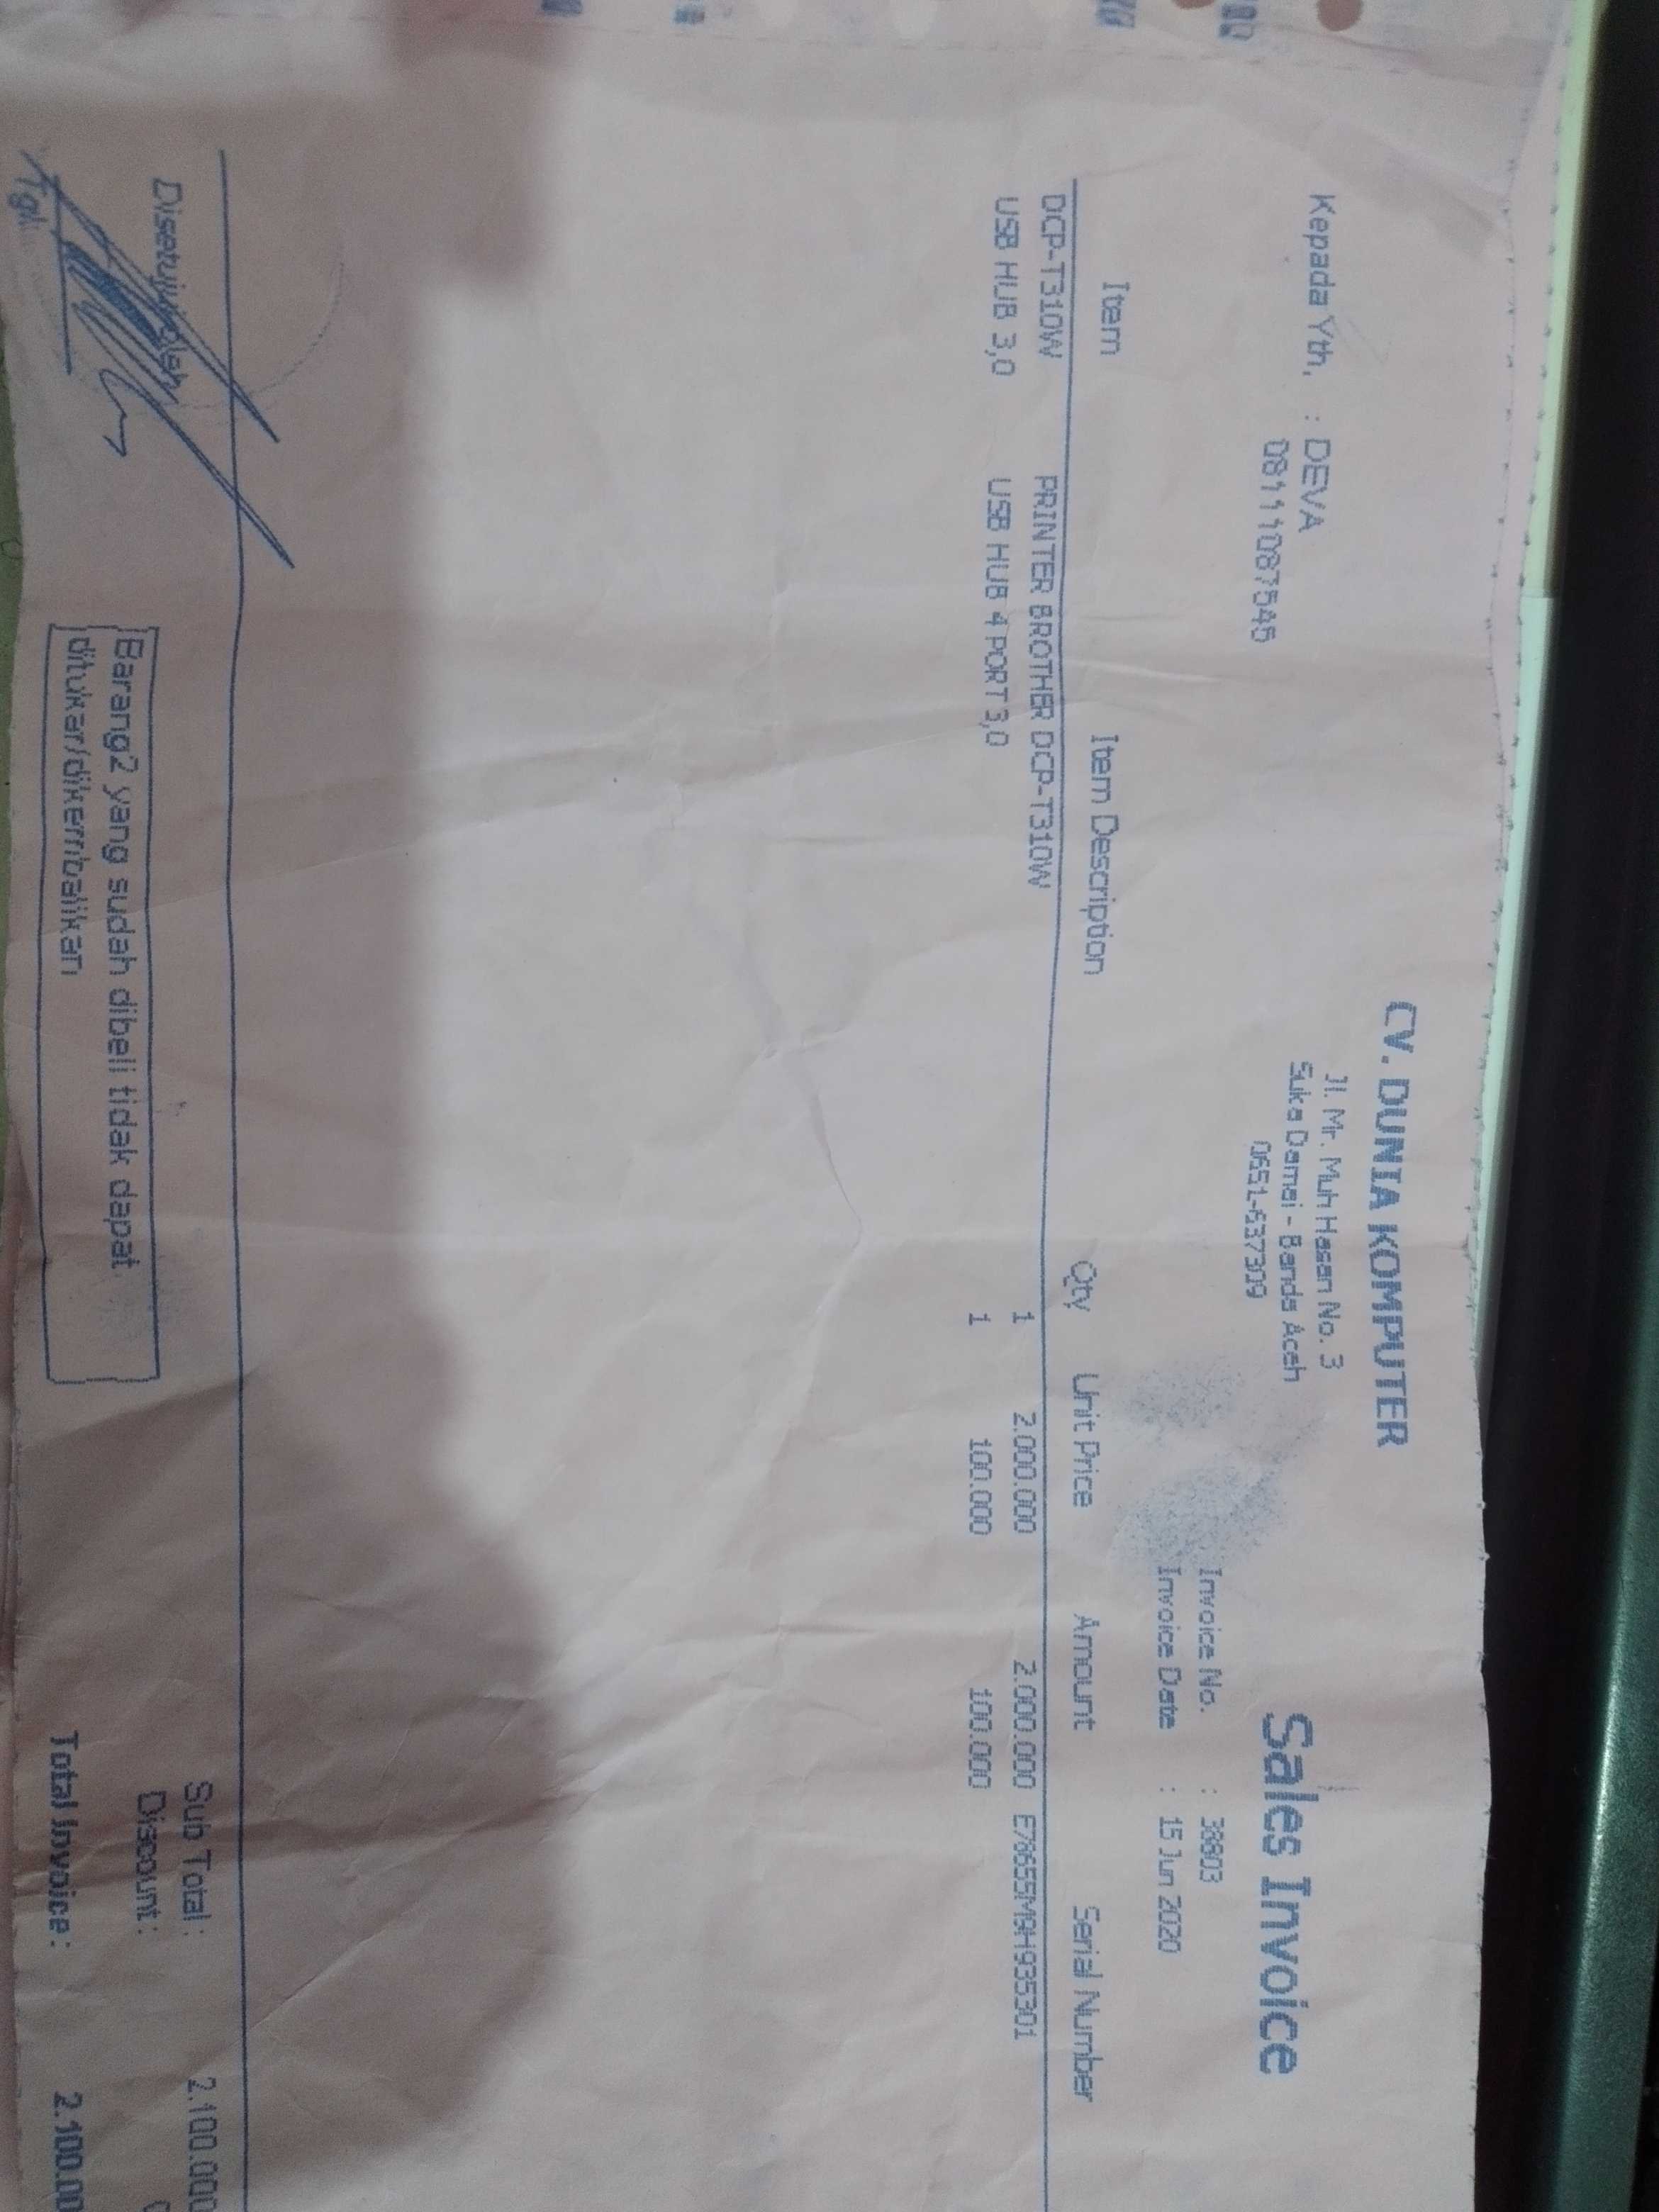 CV. DUNIA KOMPUTER
Jl. Mr. Muh Hasan No. 3
Suka Damai - Banda Aceh
0651-637309
Sales Invoice
Kepada Yth. : DEVA
08111087545
Invoice No. : 38803
Invoice Date : 15 Jun 2020
Item Item Description Qty Unit Price Amount Serial Number
DCP-T310W PRINTER BROTHER DCP-T310W 1 2.000.000 2.000.000 E78655M9H935301
USB HUB 3,0 USB HUB 4 PORT 3,0 1 100.000 100.000
Disetujui oleh
Tgl.
Barang2 yang sudah dibeli tidak dapat
ditukar/dikembalikan
Sub Total : 2.100.000
Discount :
Total Invoice : 2.100.00